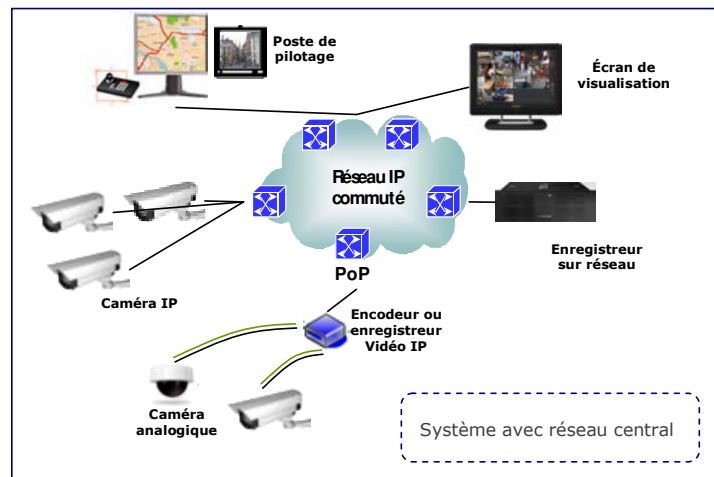 Poste de
pilotage
Écran de
visualisation
Réseau IP
commuté
Enregistreur
sur réseau
PoP
Caméra IP
Encodeur ou
enregistreur
Vidéo IP
Caméra
analogique
Système avec réseau central